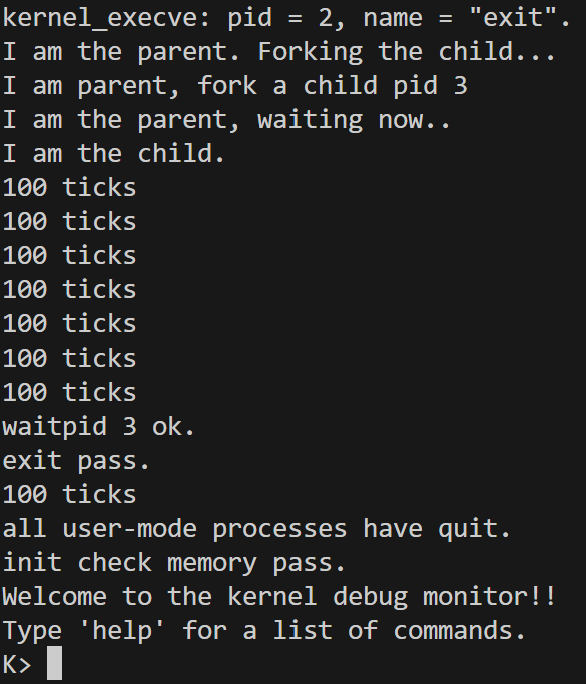 kernel_execve: pid = 2, name = "exit".
I am the parent. Forking the child...
I am parent, fork a child pid 3
I am the parent, waiting now..
I am the child.
100 ticks
100 ticks
100 ticks
100 ticks
100 ticks
100 ticks
100 ticks
waitpid 3 ok.
exit pass.
100 ticks
all user-mode processes have quit.
init check memory pass.
Welcome to the kernel debug monitor!!
Type 'help' for a list of commands.
K>